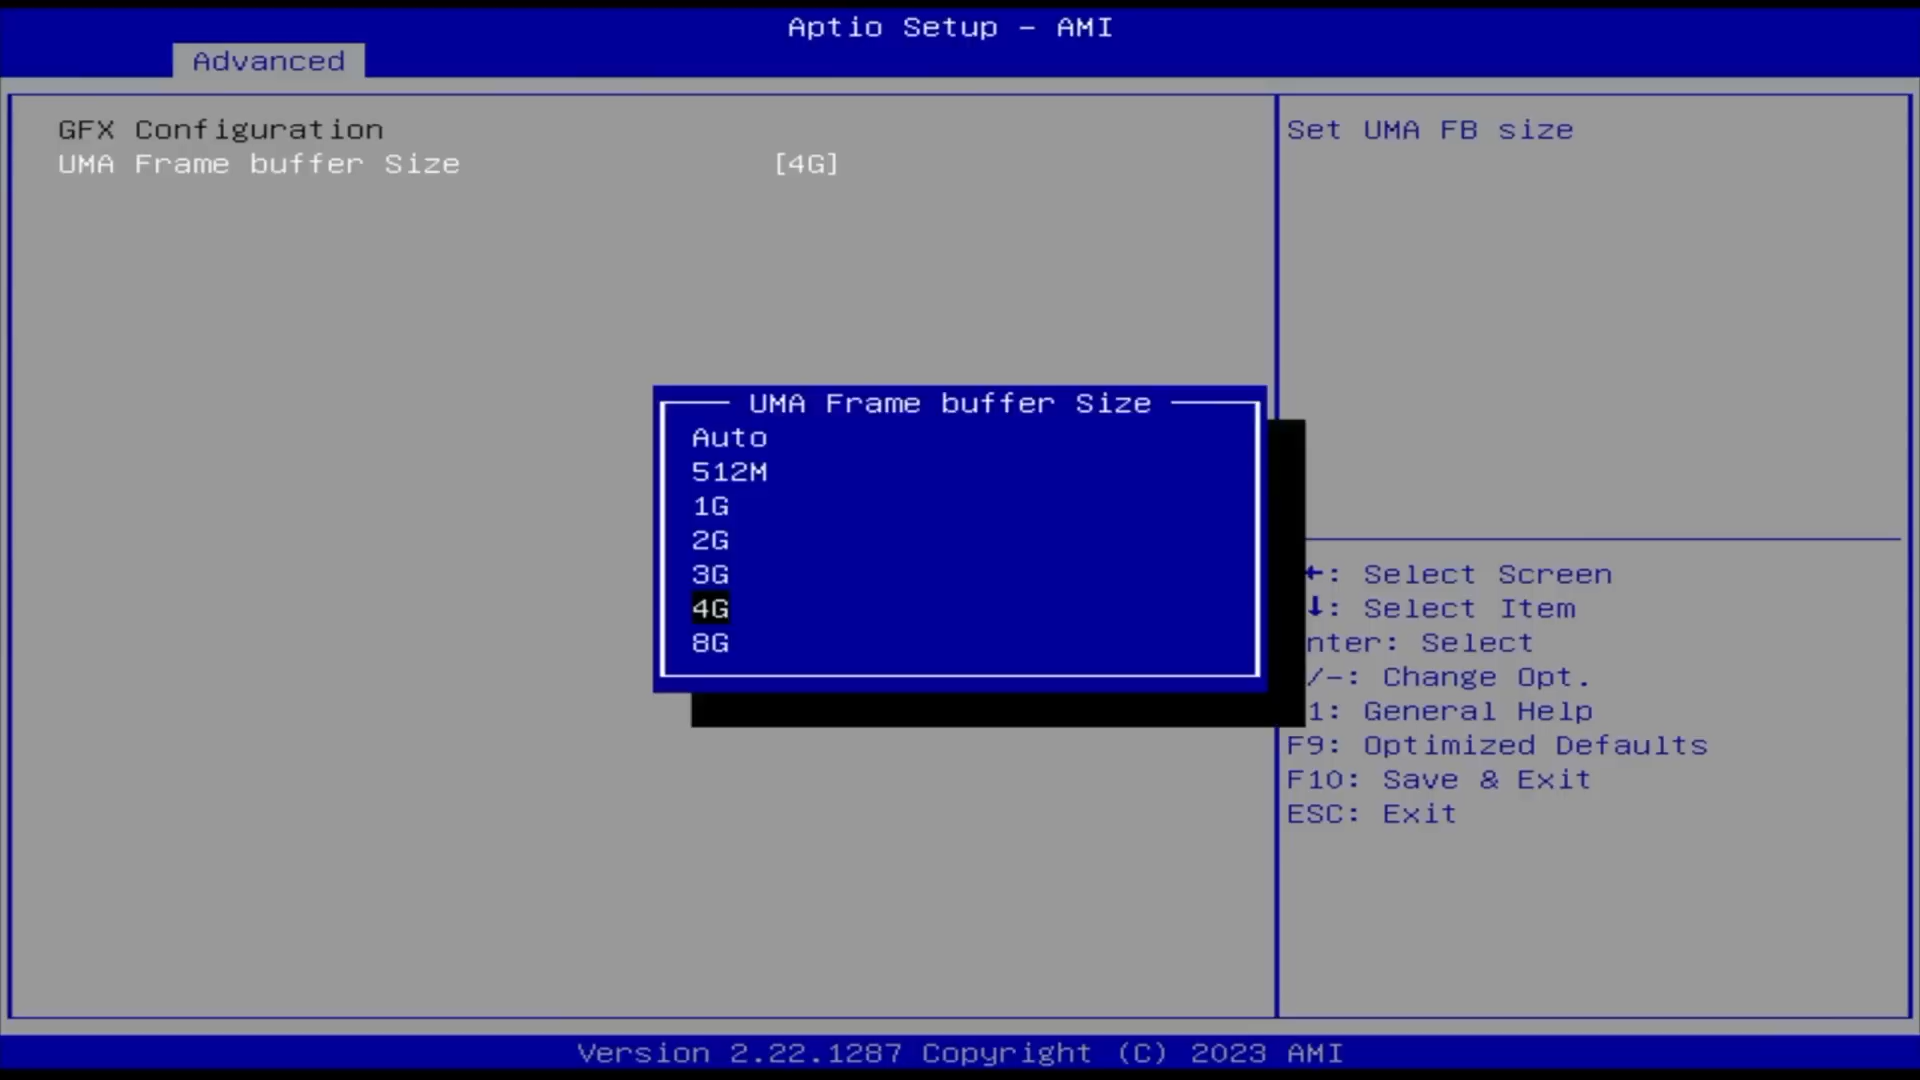 Aptio Setup – AMI
Advanced
GFX Configuration
UMA Frame buffer Size [4G]
Set UMA FB size
UMA Frame buffer Size
Auto
512M
1G
2G
3G
4G
8G
←: Select Screen
↓: Select Item
nter: Select
/-: Change Opt.
1: General Help
F9: Optimized Defaults
F10: Save & Exit
ESC: Exit
Version 2.22.1287 Copyright (C) 2023 AMI